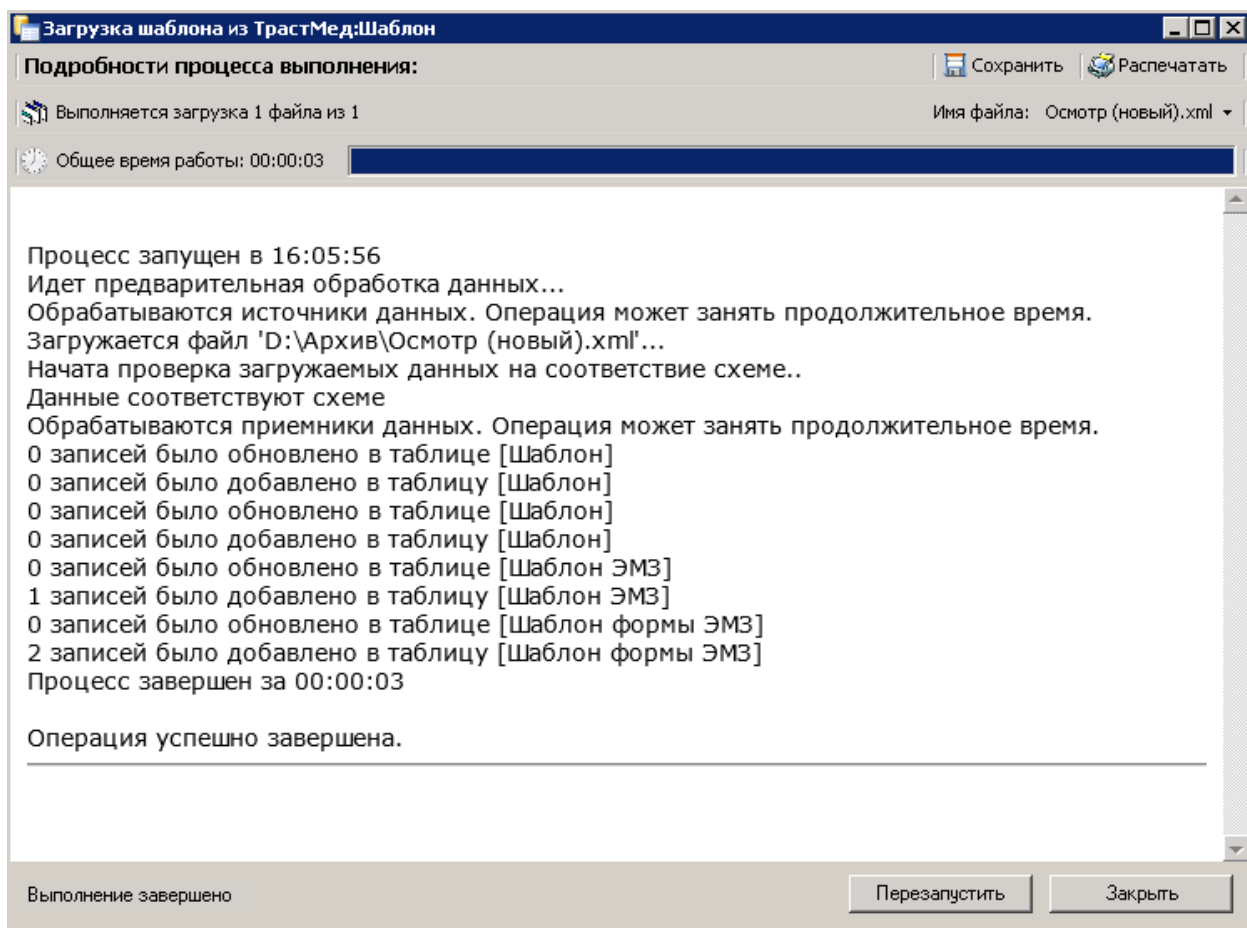 Загрузка шаблона из ТрастМед:Шаблон
Подробности процесса выполнения:
Сохранить
Распечатать
Выполняется загрузка 1 файла из 1
Имя файла: Осмотр (новый).xml
Общее время работы: 00:00:03
Процесс запущен в 16:05:56
Идет предварительная обработка данных...
Обрабатываются источники данных. Операция может занять продолжительное время.
Загружается файл 'D:\Архив\Осмотр (новый).xml'...
Начата проверка загружаемых данных на соответствие схеме..
Данные соответствуют схеме
Обрабатываются приемники данных. Операция может занять продолжительное время.
0 записей было обновлено в таблице [Шаблон]
0 записей было добавлено в таблицу [Шаблон]
0 записей было обновлено в таблице [Шаблон]
0 записей было добавлено в таблицу [Шаблон]
0 записей было обновлено в таблице [Шаблон ЭМЗ]
1 записей было добавлено в таблицу [Шаблон ЭМЗ]
0 записей было обновлено в таблице [Шаблон формы ЭМЗ]
2 записей было добавлено в таблицу [Шаблон формы ЭМЗ]
Процесс завершен за 00:00:03
Операция успешно завершена.
Выполнение завершено
Перезапустить
Закрыть